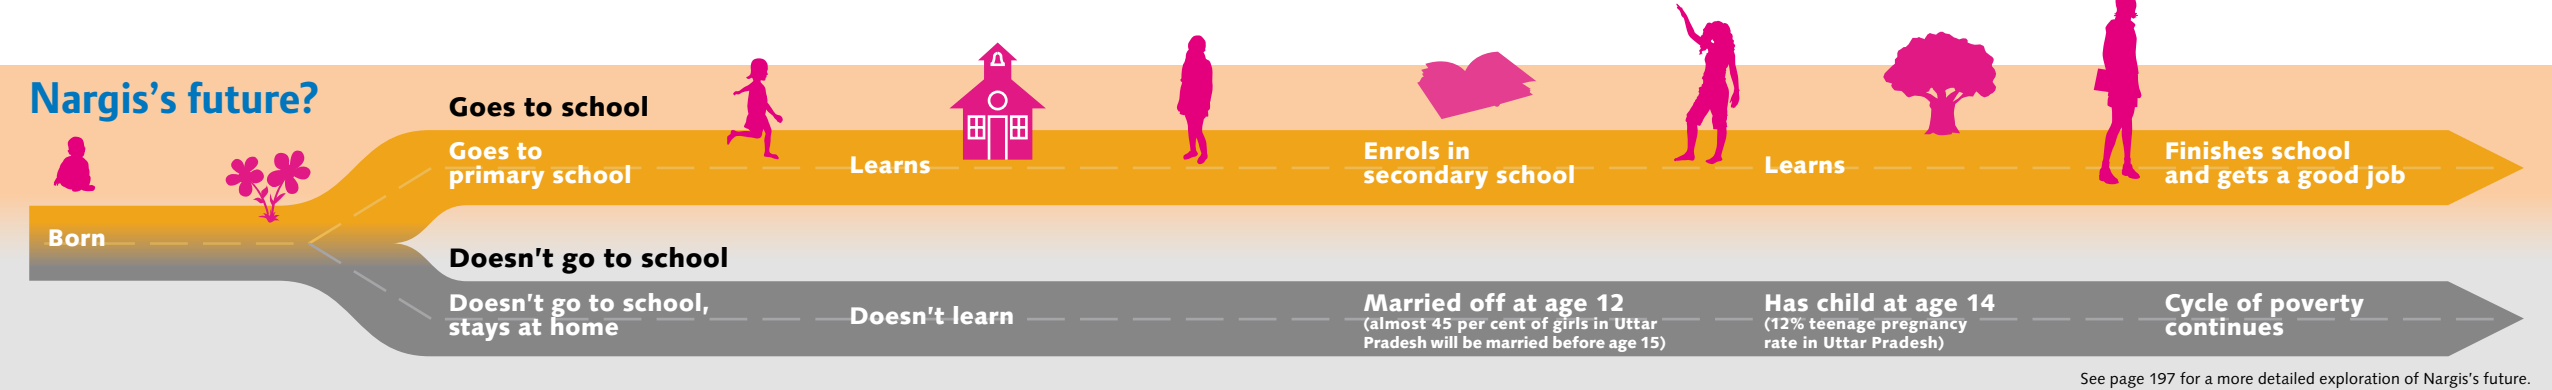 Nargis's future?
Goes to school
Goes to
primary school
Learns
Enrols in
secondary school
Learns
Finishes school
and gets a good job
Born
Doesn't go to school
Doesn't go to school,
stays at home
Doesn't learn
Married off at age 12
(almost 45 per cent of girls in Uttar
Pradesh will be married before age 15)
Has child at age 14
(12% teenage pregnancy
rate in Uttar Pradesh)
Cycle of poverty
continues
See page 197 for a more detailed exploration of Nargis's future.